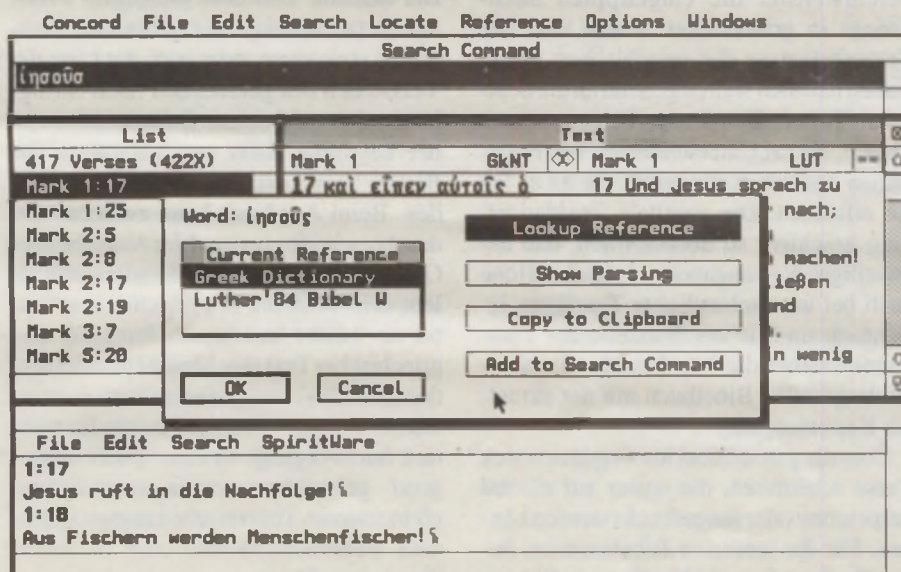 Concord File Edit Search Locate Reference Options Windows
Search Command
ἰησοῦσ
List
Text
417 Verses (422X)
Mark 1
GkNT
Mark 1
LUT
Mark 1:17
Mark 1:25
Mark 2:5
Mark 2:8
Mark 2:17
Mark 2:19
Mark 3:7
Mark 5:20
17 καὶ εἶπεν αὐτοῖς ὁ
17 Und Jesus sprach zu
nach;
machen!
ießen
nd
n wenig
Word: ἰησοῦς
Current Reference
Greek Dictionary
Luther'84 Bibel W
OK
Cancel
Lookup Reference
Show Parsing
Copy to CLipboard
Add to Search Command
File Edit Search SpiritWare
1:17
Jesus ruft in die Nachfolge!
1:18
Aus Fischern werden Menschenfischer!